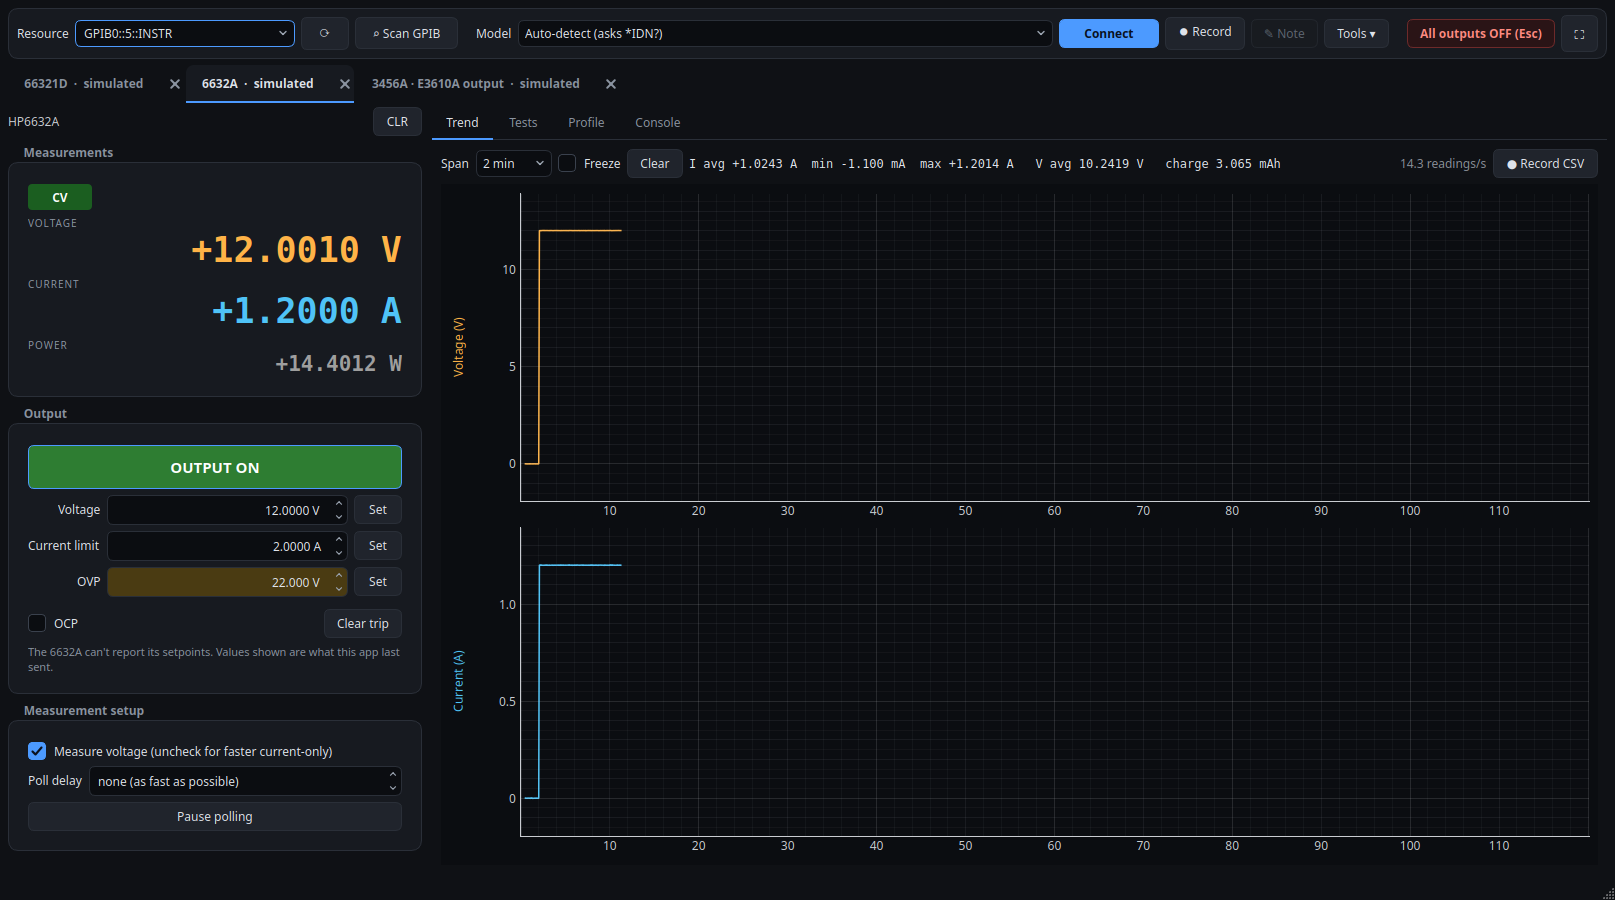 Resource GPIB0::5::INSTR ⟳ ⌕ Scan GPIB Model Auto-detect (asks *IDN?) Connect ● Record ✎ Note Tools ▾ All outputs OFF (Esc) ⛶
66321D · simulated ✕ 6632A · simulated ✕ 3456A · E3610A output · simulated ✕
HP6632A CLR
Trend Tests Profile Console
Measurements
Span 2 min Freeze Clear I avg +1.0243 A min -1.100 mA max +1.2014 A V avg 10.2419 V charge 3.065 mAh 14.3 readings/s ● Record CSV
CV
VOLTAGE
+12.0010 V
CURRENT
+1.2000 A
POWER
+14.4012 W
Output
OUTPUT ON
Voltage 12.0000 V Set
Current limit 2.0000 A Set
OVP 22.000 V Set
OCP Clear trip
The 6632A can't report its setpoints. Values shown are what this app last
sent.
Measurement setup
Measure voltage (uncheck for faster current-only)
Poll delay none (as fast as possible)
Pause polling
Voltage (V)
10
5
0
10 20 30 40 50 60 70 80 90 100 110
Current (A)
1.0
0.5
0
10 20 30 40 50 60 70 80 90 100 110